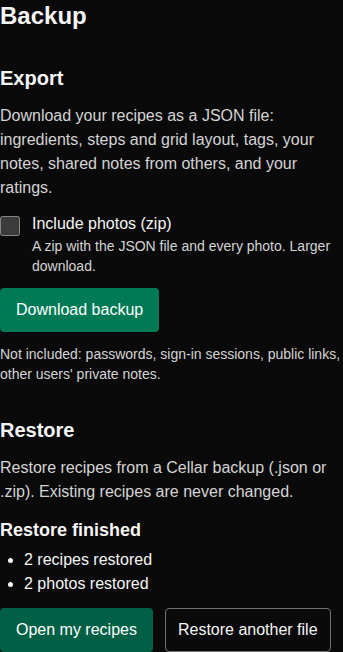 Backup
Export
Download your recipes as a JSON file:
ingredients, steps and grid layout, tags, your
notes, shared notes from others, and your
ratings.
Include photos (zip)
A zip with the JSON file and every photo. Larger
download.
Download backup
Not included: passwords, sign-in sessions, public links,
other users' private notes.
Restore
Restore recipes from a Cellar backup (.json or
.zip). Existing recipes are never changed.
Restore finished
• 2 recipes restored
• 2 photos restored
Open my recipes Restore another file